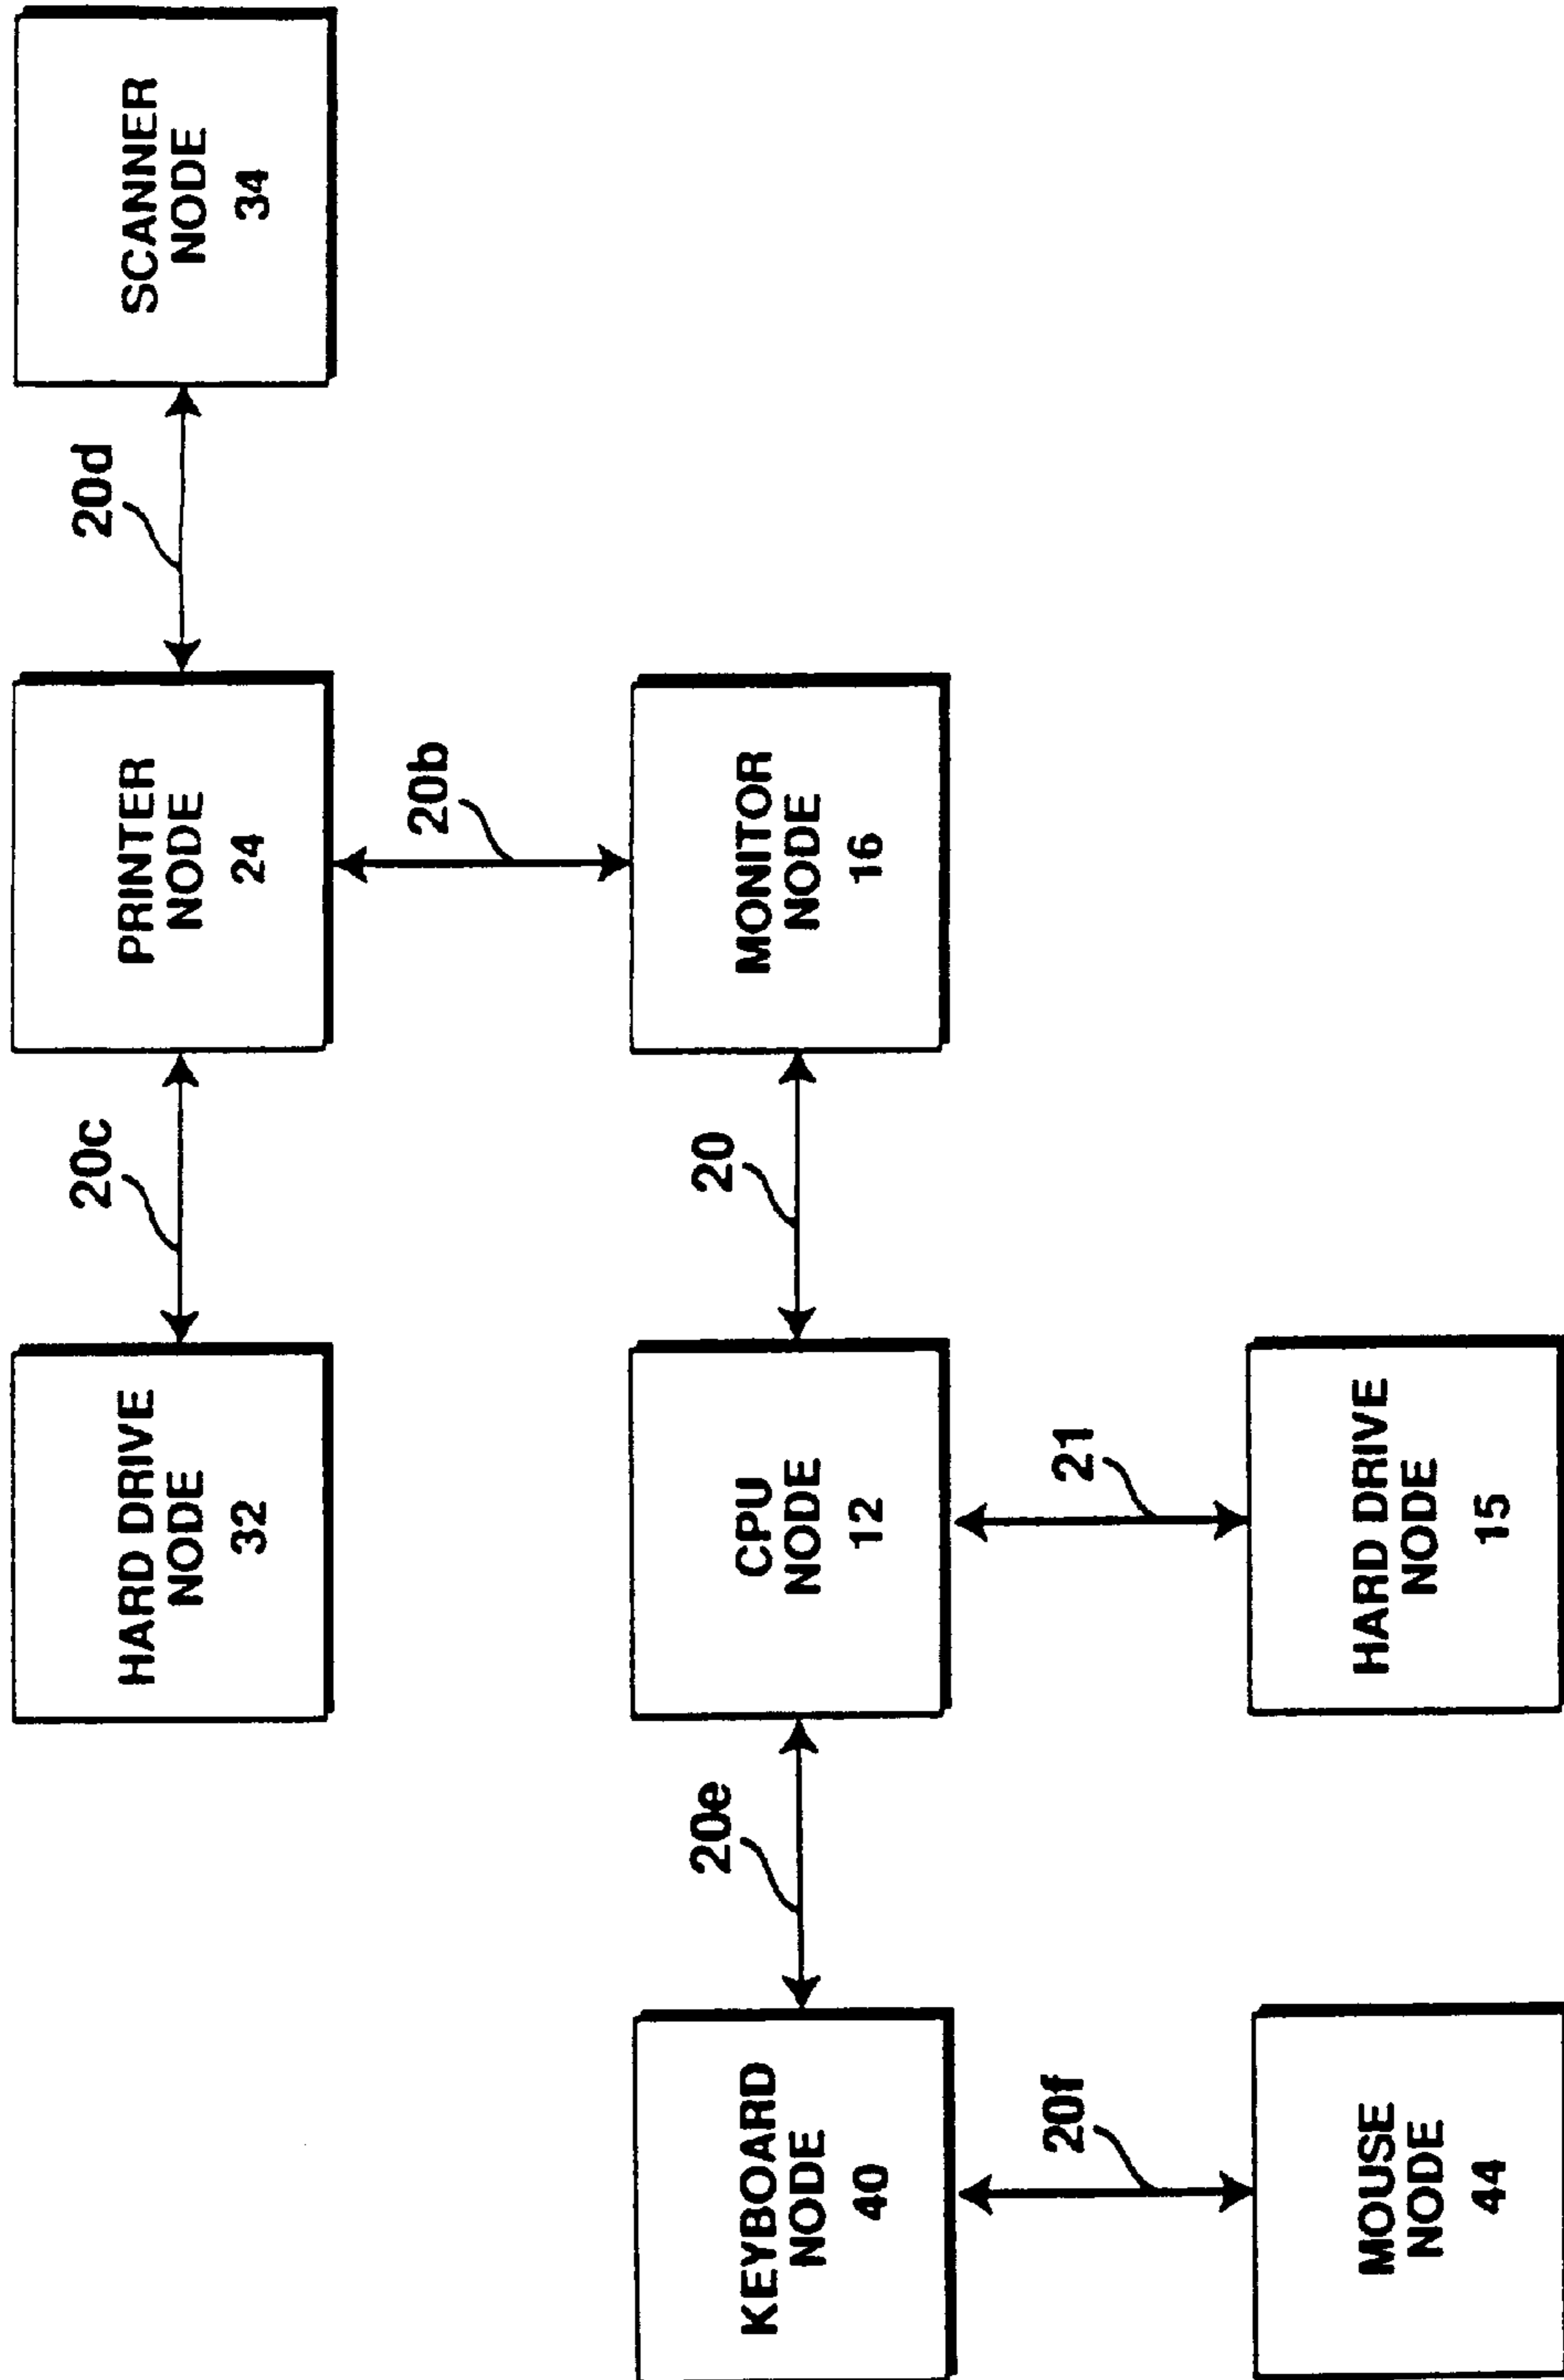 HARD DRIVE
NODE
32
20c
PRINTER
NODE
24
20d
SCANNER
NODE
34
20b
KEYBOARD
NODE
40
20e
CPU
NODE
12
20
MONITOR
NODE
16
20f
21
MOUSE
NODE
44
HARD DRIVE
NODE
15